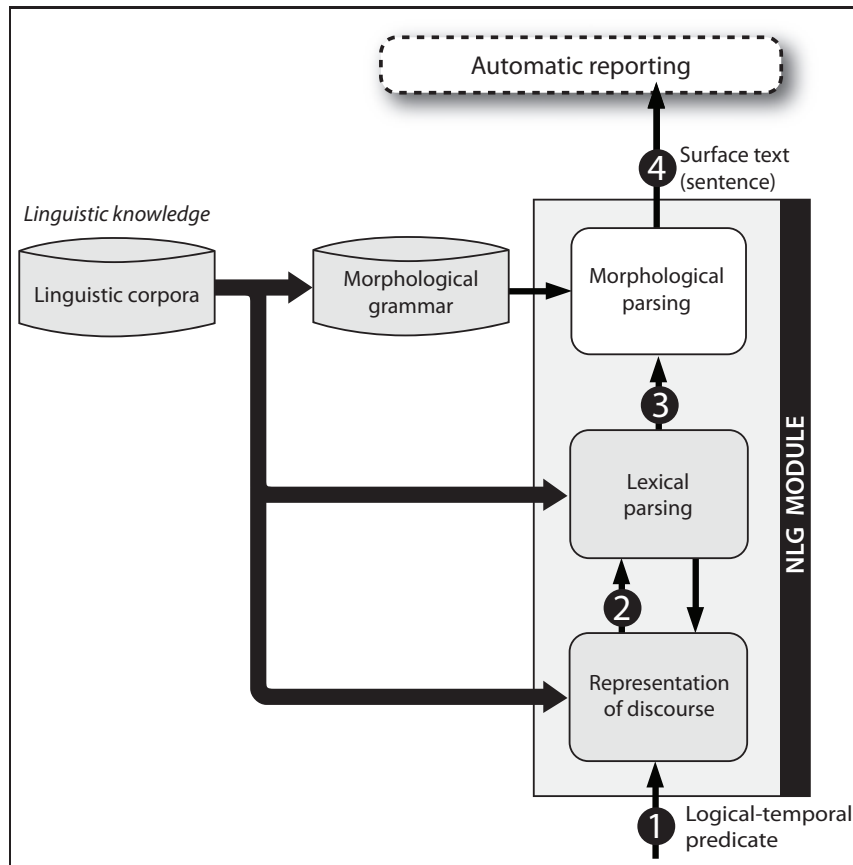 Automatic reporting
4
Surface text
(sentence)
Linguistic knowledge
Linguistic corpora
Morphological
grammar
Morphological
parsing
3
Lexical
parsing
NLG MODULE
2
Representation
of discourse
1
Logical-temporal
predicate